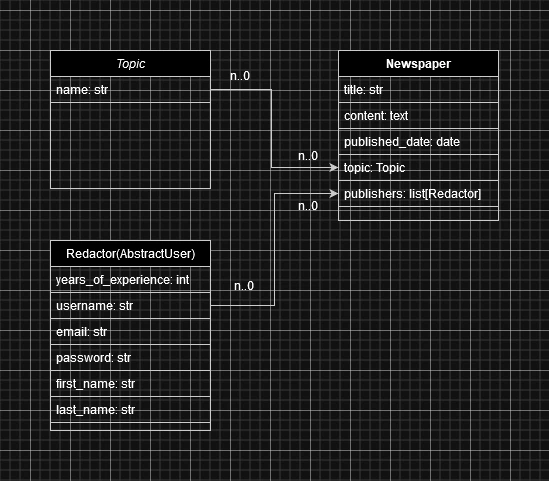 Topic
name: str
n..0
n..0
Newspaper
title: str
content: text
published_date: date
topic: Topic
publishers: list[Redactor]
n..0
n..0
Redactor(AbstractUser)
years_of_experience: int
username: str
email: str
password: str
first_name: str
last_name: str